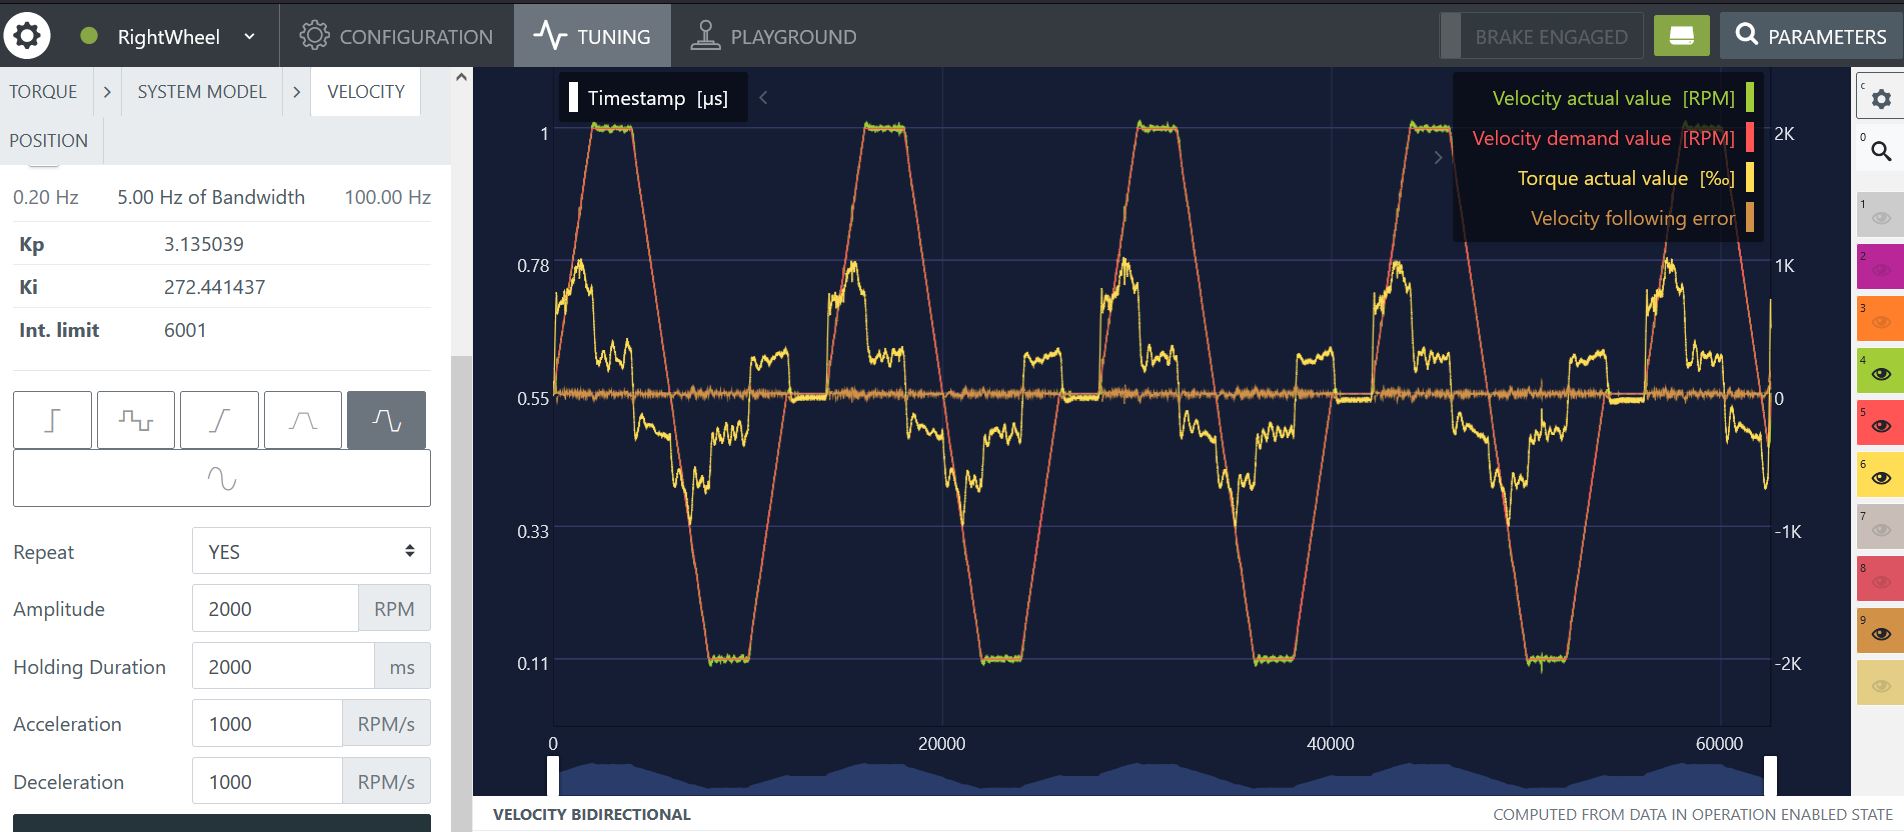 RightWheel
CONFIGURATION
TUNING
PLAYGROUND
BRAKE ENGAGED
PARAMETERS
TORQUE
SYSTEM MODEL
VELOCITY
POSITION
0.20 Hz 5.00 Hz of Bandwidth 100.00 Hz
Kp 3.135039
Ki 272.441437
Int. limit 6001
Repeat YES
Amplitude 2000 RPM
Holding Duration 2000 ms
Acceleration 1000 RPM/s
Deceleration 1000 RPM/s
Timestamp [µs]
Velocity actual value [RPM]
Velocity demand value [RPM]
Torque actual value [‰]
Velocity following error
1
0.78
0.55
0.33
0.11
2K
1K
0
-1K
-2K
0 20000 40000 60000
c
0
1
2
3
4
5
6
7
8
9
VELOCITY BIDIRECTIONAL
COMPUTED FROM DATA IN OPERATION ENABLED STATE